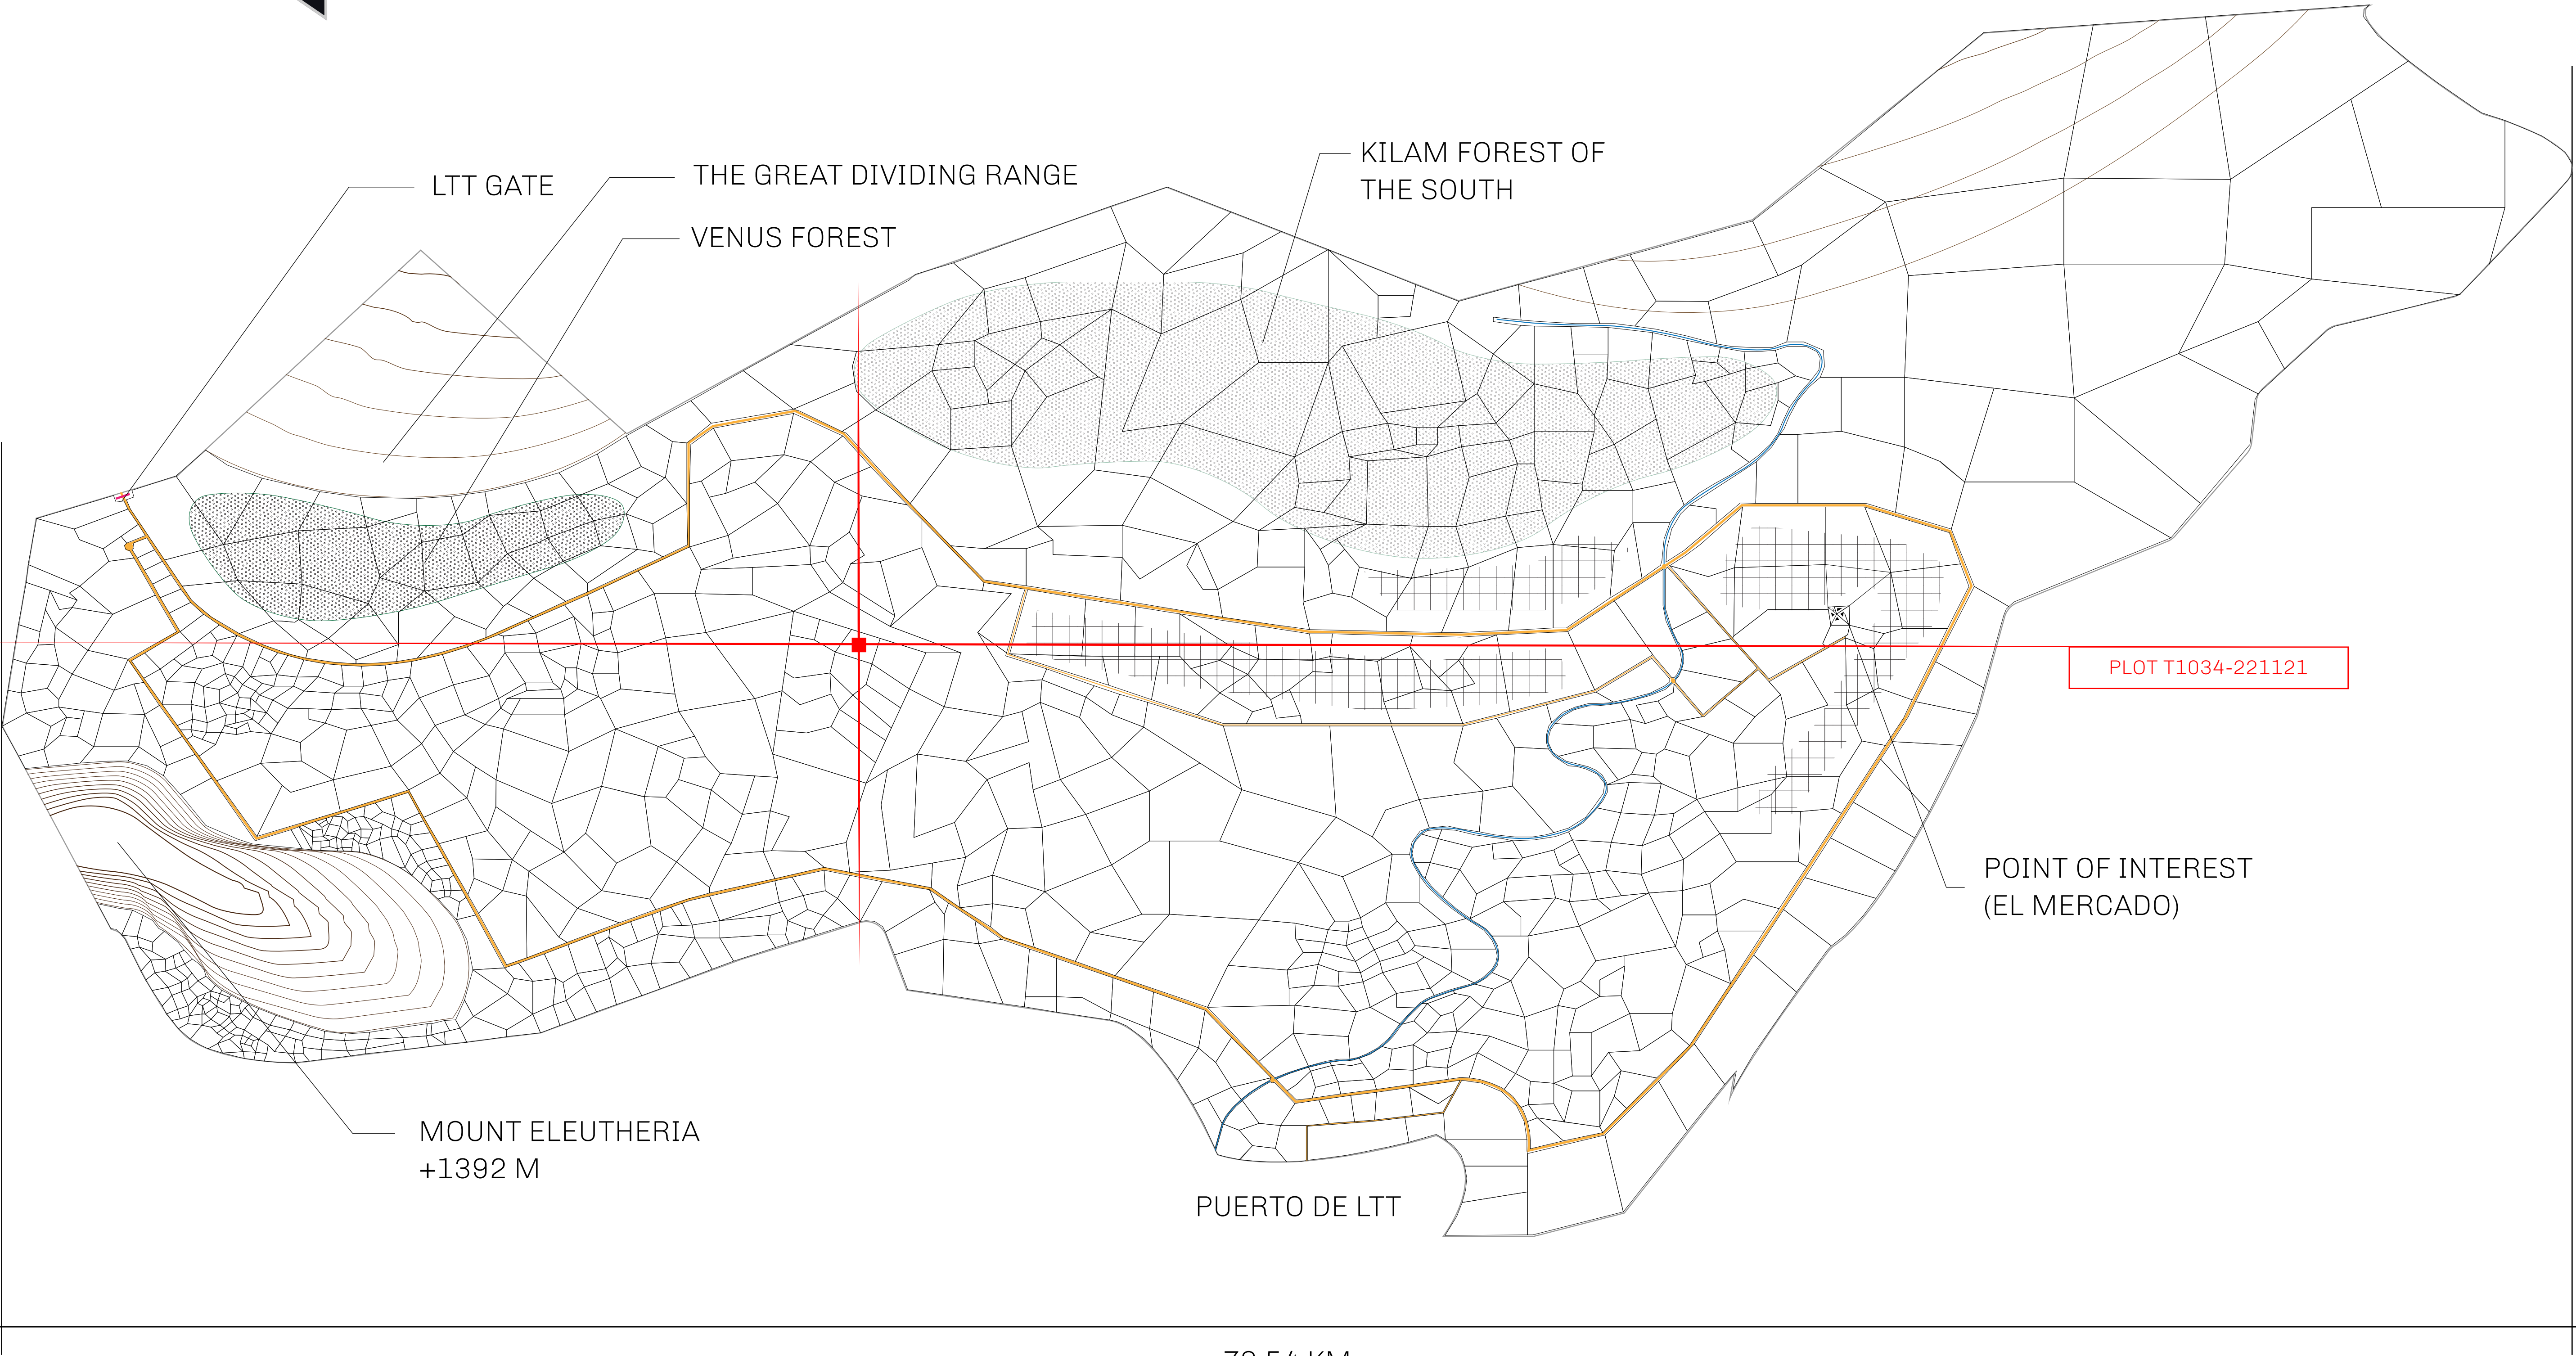 LTT GATE
THE GREAT DIVIDING RANGE
VENUS FOREST
KILAM FOREST OF
THE SOUTH
PLOT T1034-221121
POINT OF INTEREST
(EL MERCADO)
MOUNT ELEUTHERIA
+1392 M
PUERTO DE LTT
KM